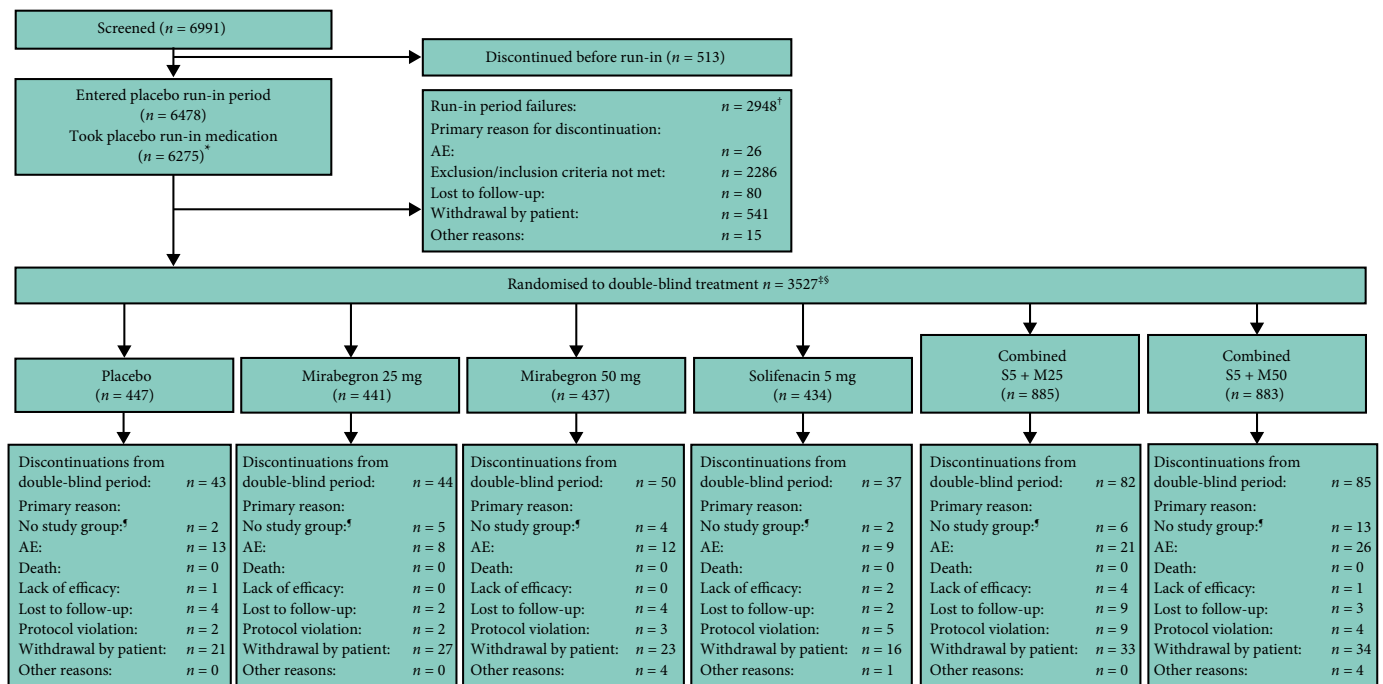 Screened (n = 6991)
Discontinued before run-in (n = 513)
Entered placebo run-in period
(n = 6478)
Took placebo run-in medication
(n = 6275)*
Run-in period failures: n = 2948†
Primary reason for discontinuation:
AE: n = 26
Exclusion/inclusion criteria not met: n = 2286
Lost to follow-up: n = 80
Withdrawal by patient: n = 541
Other reasons: n = 15
Randomised to double-blind treatment n = 3527‡§
Placebo
(n = 447)
Mirabegron 25 mg
(n = 441)
Mirabegron 50 mg
(n = 437)
Solifenacin 5 mg
(n = 434)
Combined
S5 + M25
(n = 885)
Combined
S5 + M50
(n = 883)
Discontinuations from
double-blind period: n = 43
Primary reason:
No study group:¶ n = 2
AE: n = 13
Death: n = 0
Lack of efficacy: n = 1
Lost to follow-up: n = 4
Protocol violation: n = 2
Withdrawal by patient: n = 21
Other reasons: n = 0
Discontinuations from
double-blind period: n = 44
Primary reason:
No study group:¶ n = 5
AE: n = 8
Death: n = 0
Lack of efficacy: n = 0
Lost to follow-up: n = 2
Protocol violation: n = 2
Withdrawal by patient: n = 27
Other reasons: n = 0
Discontinuations from
double-blind period: n = 50
Primary reason:
No study group:¶ n = 4
AE: n = 12
Death: n = 0
Lack of efficacy: n = 0
Lost to follow-up: n = 4
Protocol violation: n = 3
Withdrawal by patient: n = 23
Other reasons: n = 4
Discontinuations from
double-blind period: n = 37
Primary reason:
No study group:¶ n = 2
AE: n = 9
Death: n = 0
Lack of efficacy: n = 2
Lost to follow-up: n = 2
Protocol violation: n = 5
Withdrawal by patient: n = 16
Other reasons: n = 1
Discontinuations from
double-blind period: n = 82
Primary reason:
No study group:¶ n = 6
AE: n = 21
Death: n = 0
Lack of efficacy: n = 4
Lost to follow-up: n = 9
Protocol violation: n = 9
Withdrawal by patient: n = 33
Other reasons: n = 0
Discontinuations from
double-blind period: n = 85
Primary reason:
No study group:¶ n = 13
AE: n = 26
Death: n = 0
Lack of efficacy: n = 1
Lost to follow-up: n = 3
Protocol violation: n = 4
Withdrawal by patient: n = 34
Other reasons: n = 4